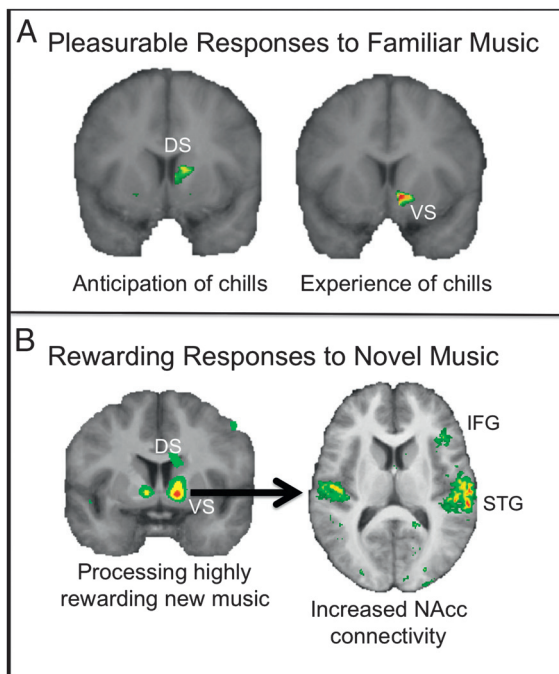 A
Pleasurable Responses to Familiar Music
DS
VS
Anticipation of chills
Experience of chills
B
Rewarding Responses to Novel Music
DS
VS
IFG
STG
Processing highly
rewarding new music
Increased NAcc
connectivity